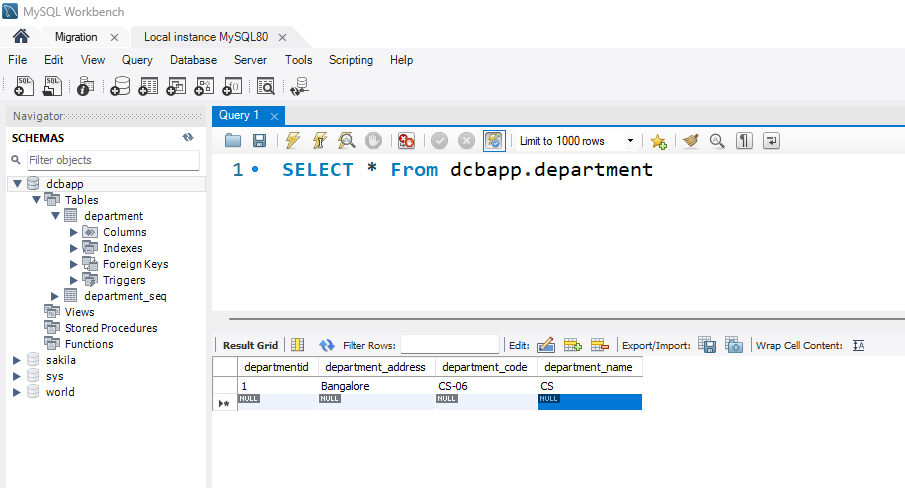 MySQL Workbench
Migration Local instance MySQL80
File Edit View Query Database Server Tools Scripting Help
SQL SQL
Navigator
SCHEMAS
Filter objects
dcbapp
Tables
department
Columns
Indexes
Foreign Keys
Triggers
department_seq
Views
Stored Procedures
Functions
sakila
sys
world
Query 1
Limit to 1000 rows
1 SELECT * From dcbapp.department
Result Grid Filter Rows: Edit: Export/Import: Wrap Cell Content: IA
departmentid department_address department_code department_name
1 Bangalore CS-06 CS
NULL NULL NULL NULL